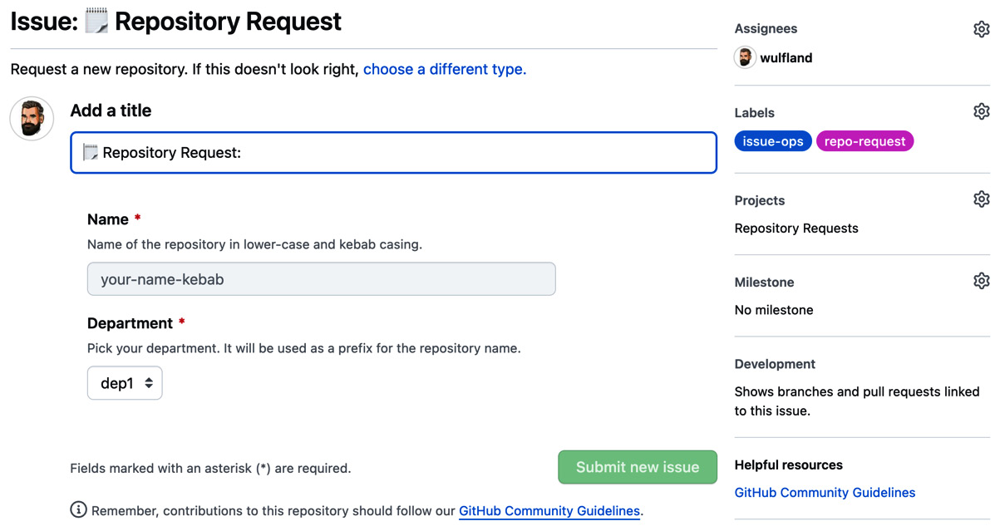 Issue: 🗒️ Repository Request
Request a new repository. If this doesn't look right, choose a different type.
Add a title
🗒️ Repository Request:
Name *
Name of the repository in lower-case and kebab casing.
your-name-kebab
Department *
Pick your department. It will be used as a prefix for the repository name.
dep1
Fields marked with an asterisk (*) are required.
Submit new issue
Remember, contributions to this repository should follow our GitHub Community Guidelines.
Assignees
wulfland
Labels
issue-ops repo-request
Projects
Repository Requests
Milestone
No milestone
Development
Shows branches and pull requests linked
to this issue.
Helpful resources
GitHub Community Guidelines